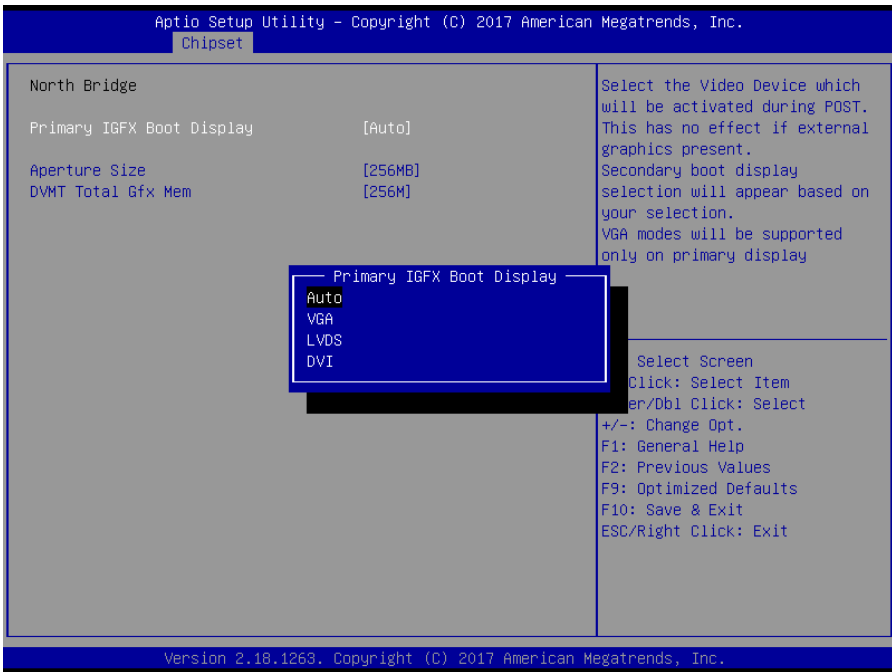 Aptio Setup Utility – Copyright (C) 2017 American Megatrends, Inc.
Chipset
North Bridge
Primary IGFX Boot Display [Auto]
Aperture Size [256MB]
DVMT Total Gfx Mem [256M]
Primary IGFX Boot Display
Auto
VGA
LVDS
DVI
Select the Video Device which
will be activated during POST.
This has no effect if external
graphics present.
Secondary boot display
selection will appear based on
your selection.
VGA modes will be supported
only on primary display
Select Screen
Click: Select Item
er/Dbl Click: Select
+/-: Change Opt.
F1: General Help
F2: Previous Values
F9: Optimized Defaults
F10: Save & Exit
ESC/Right Click: Exit
Version 2.18.1263. Copyright (C) 2017 American Megatrends, Inc.